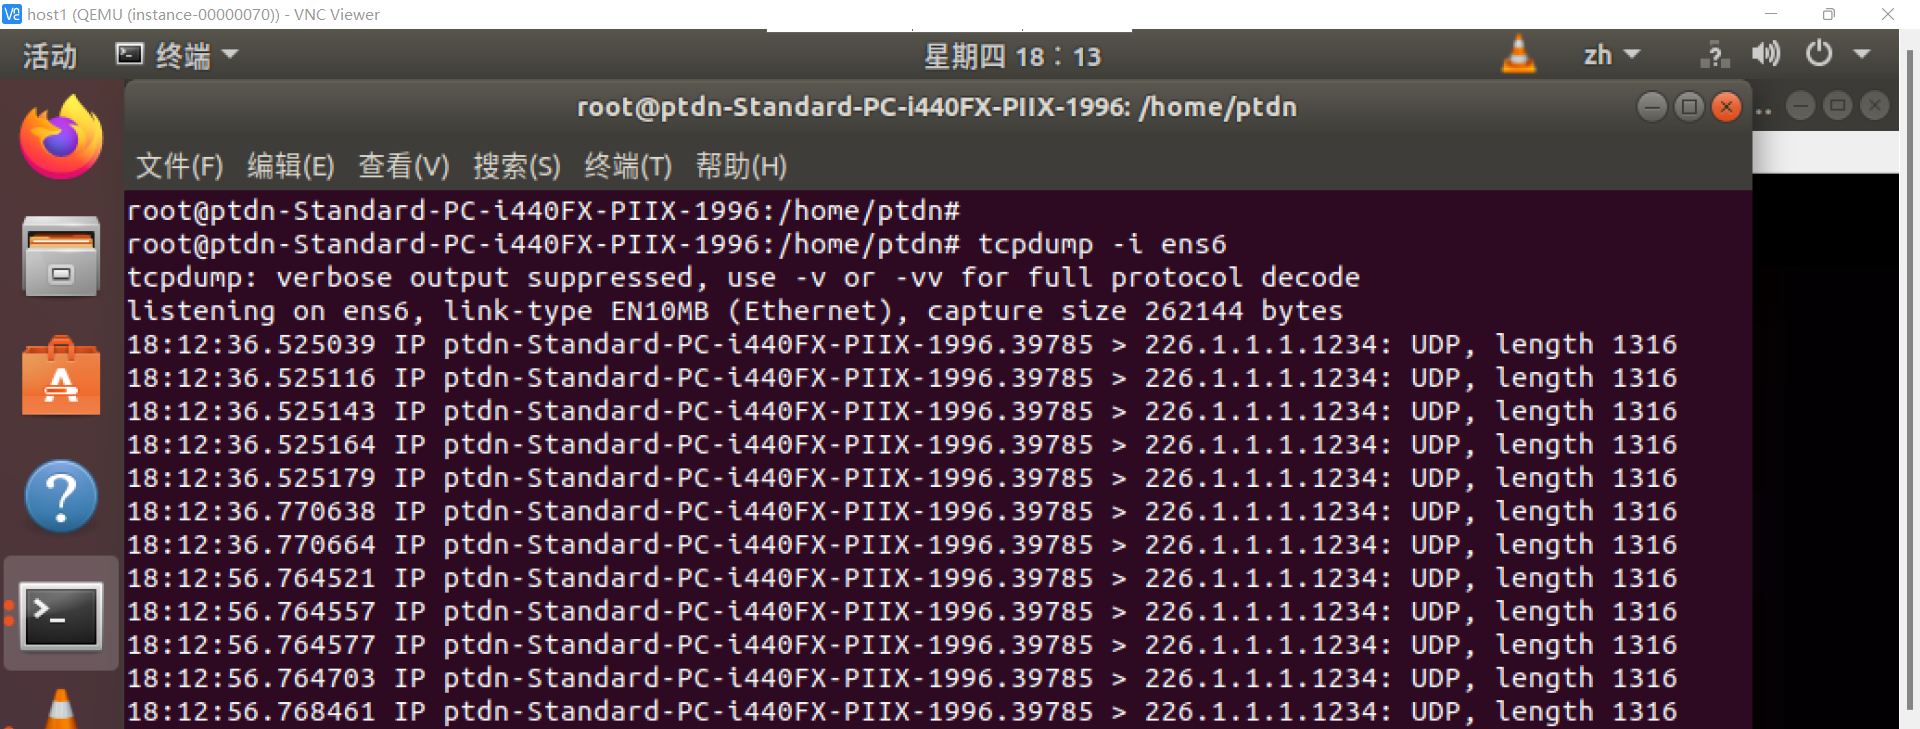 host1 (QEMU (instance-00000070)) - VNC Viewer
活动 终端 星期四 18：13 zh
root@ptdn-Standard-PC-i440FX-PIIX-1996: /home/ptdn
文件(F) 编辑(E) 查看(V) 搜索(S) 终端(T) 帮助(H)
root@ptdn-Standard-PC-i440FX-PIIX-1996:/home/ptdn#
root@ptdn-Standard-PC-i440FX-PIIX-1996:/home/ptdn# tcpdump -i ens6
tcpdump: verbose output suppressed, use -v or -vv for full protocol decode
listening on ens6, link-type EN10MB (Ethernet), capture size 262144 bytes
18:12:36.525039 IP ptdn-Standard-PC-i440FX-PIIX-1996.39785 > 226.1.1.1.1234: UDP, length 1316
18:12:36.525116 IP ptdn-Standard-PC-i440FX-PIIX-1996.39785 > 226.1.1.1.1234: UDP, length 1316
18:12:36.525143 IP ptdn-Standard-PC-i440FX-PIIX-1996.39785 > 226.1.1.1.1234: UDP, length 1316
18:12:36.525164 IP ptdn-Standard-PC-i440FX-PIIX-1996.39785 > 226.1.1.1.1234: UDP, length 1316
18:12:36.525179 IP ptdn-Standard-PC-i440FX-PIIX-1996.39785 > 226.1.1.1.1234: UDP, length 1316
18:12:36.770638 IP ptdn-Standard-PC-i440FX-PIIX-1996.39785 > 226.1.1.1.1234: UDP, length 1316
18:12:36.770664 IP ptdn-Standard-PC-i440FX-PIIX-1996.39785 > 226.1.1.1.1234: UDP, length 1316
18:12:56.764521 IP ptdn-Standard-PC-i440FX-PIIX-1996.39785 > 226.1.1.1.1234: UDP, length 1316
18:12:56.764557 IP ptdn-Standard-PC-i440FX-PIIX-1996.39785 > 226.1.1.1.1234: UDP, length 1316
18:12:56.764577 IP ptdn-Standard-PC-i440FX-PIIX-1996.39785 > 226.1.1.1.1234: UDP, length 1316
18:12:56.764703 IP ptdn-Standard-PC-i440FX-PIIX-1996.39785 > 226.1.1.1.1234: UDP, length 1316
18:12:56.768461 IP ptdn-Standard-PC-i440FX-PIIX-1996.39785 > 226.1.1.1.1234: UDP, length 1316